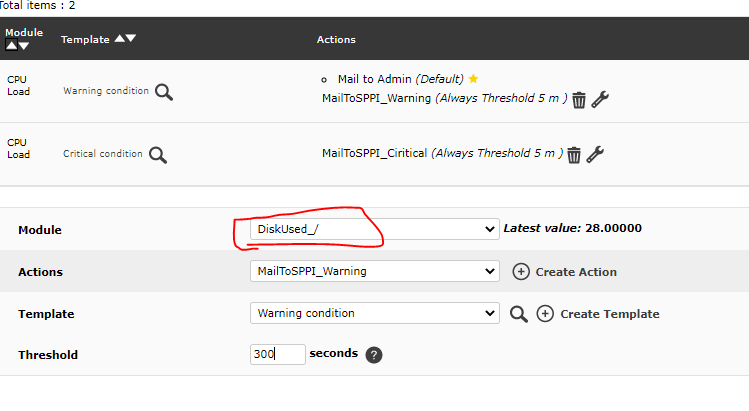 Total items : 2
Module Template Actions
CPU Load Warning condition Mail to Admin (Default)
MailToSPPI_Warning (Always Threshold 5 m )
CPU Load Critical condition MailToSPPI_Ciritical (Always Threshold 5 m )
Module DiskUsed_/ Latest value: 28.00000
Actions MailToSPPI_Warning Create Action
Template Warning condition Create Template
Threshold 300 seconds ?